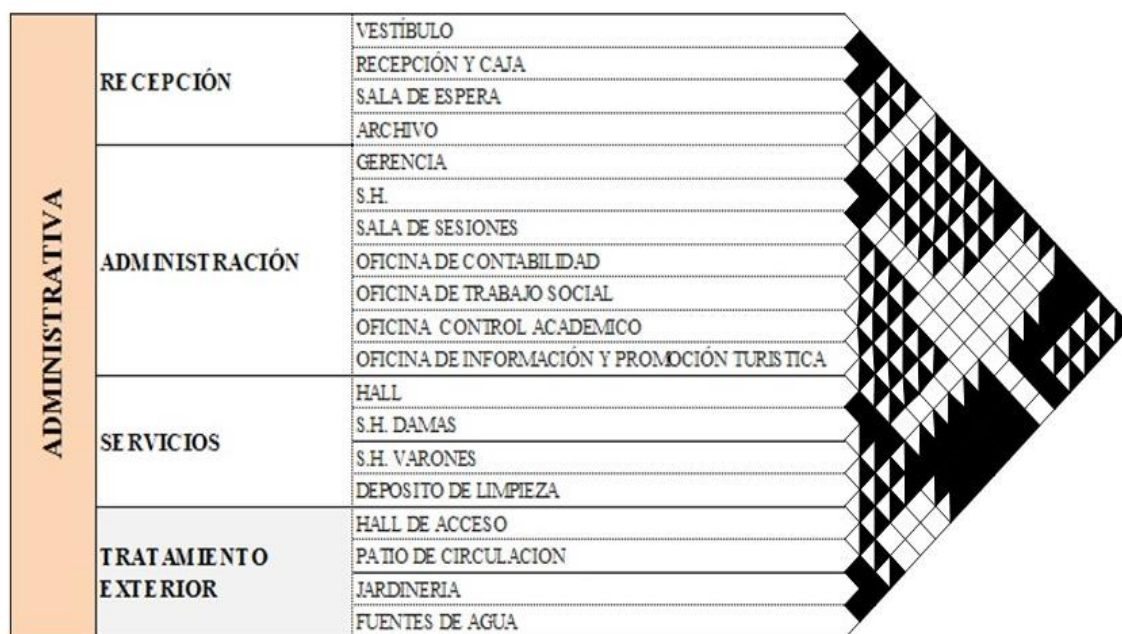 ADMINISTRATIVA
RECEPCIÓN
VESTÍBULO
RECEPCIÓN Y CAJA
SALA DE ESPERA
ARCHIVO
ADMINISTRACIÓN
GERENCIA
S.H.
SALA DE SESIONES
OFICINA DE CONTABILIDAD
OFICINA DE TRABAJO SOCIAL
OFICINA CONTROL ACADEMICO
OFICINA DE INFORMACIÓN Y PROMOCIÓN TURISTICA
SERVICIOS
HALL
S.H. DAMAS
S.H. VARONES
DEPOSITO DE LIMPIEZA
TRATAMIENTO
EXTERIOR
HALL DE ACCESO
PATIO DE CIRCULACION
JARDINERIA
FUENTES DE AGUA